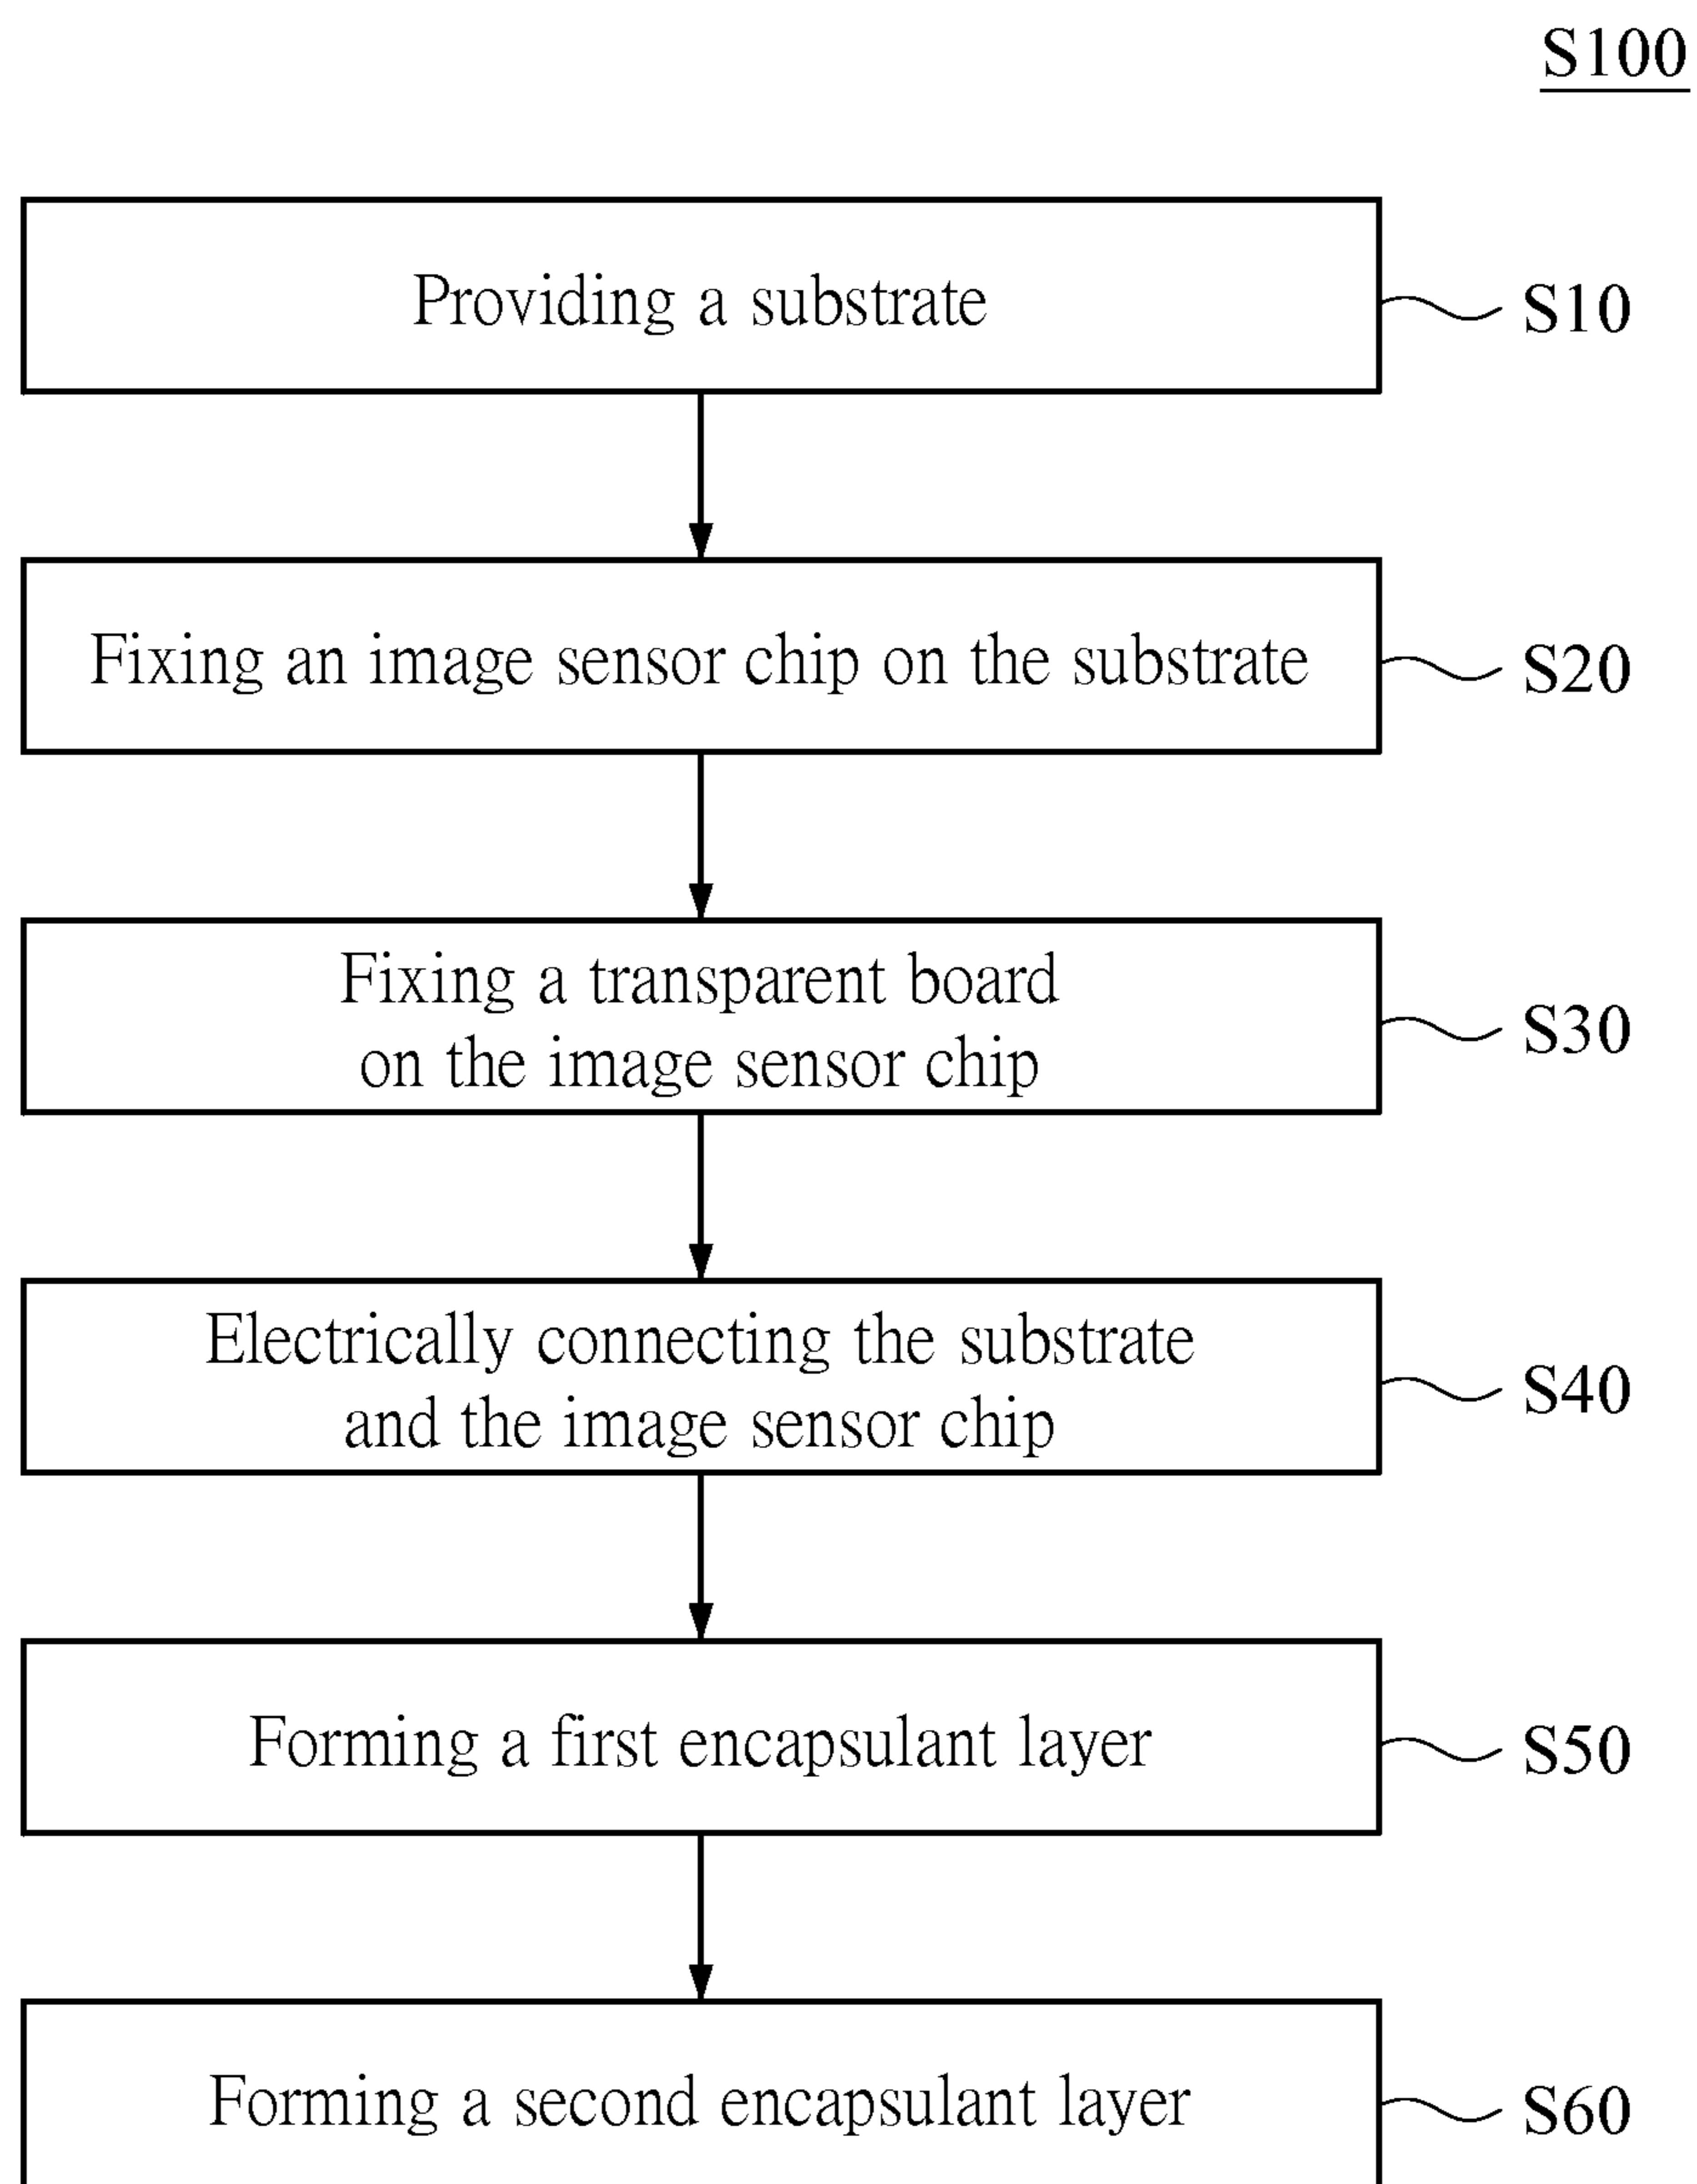 S100
Providing a substrate
S10
Fixing an image sensor chip on the substrate
S20
Fixing a transparent board
on the image sensor chip
S30
Electrically connecting the substrate
and the image sensor chip
S40
Forming a first encapsulant layer
S50
Forming a second encapsulant layer
S60